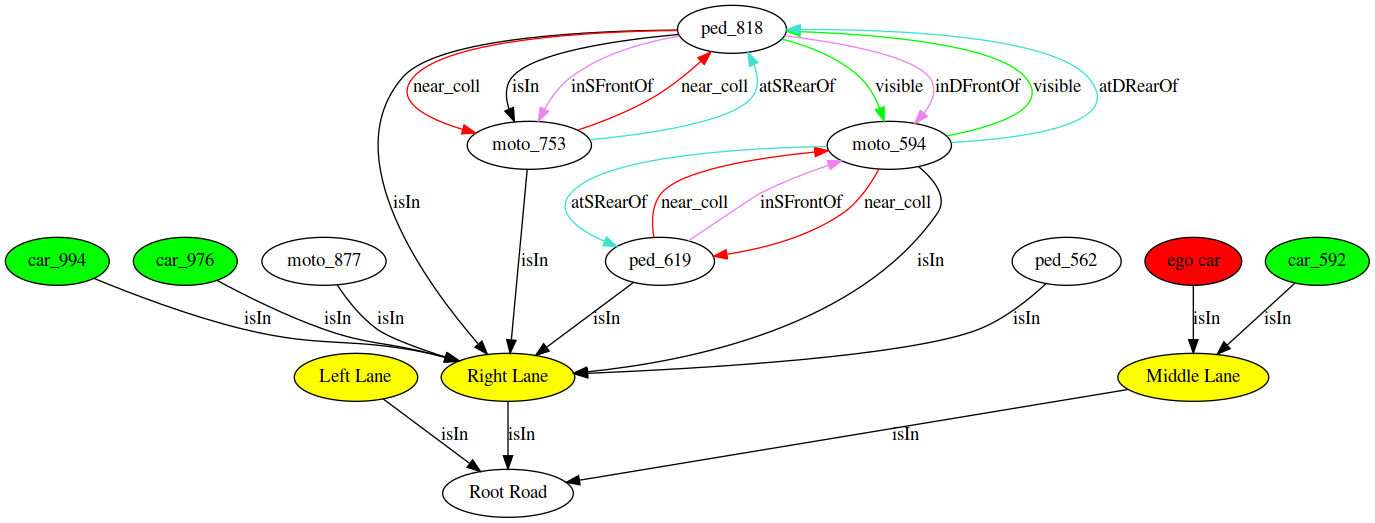 ped_818
near_coll isIn inSFrontOf near_coll atSRearOf visible inDFrontOf visible atDRearOf
moto_753 moto_594
isIn atSRearOf near_coll inSFrontOf near_coll
car_994 car_976 moto_877 isIn ped_619 isIn ped_562 ego car car_592
isIn isIn isIn isIn isIn isIn isIn
Left Lane Right Lane Middle Lane
isIn isIn isIn
Root Road